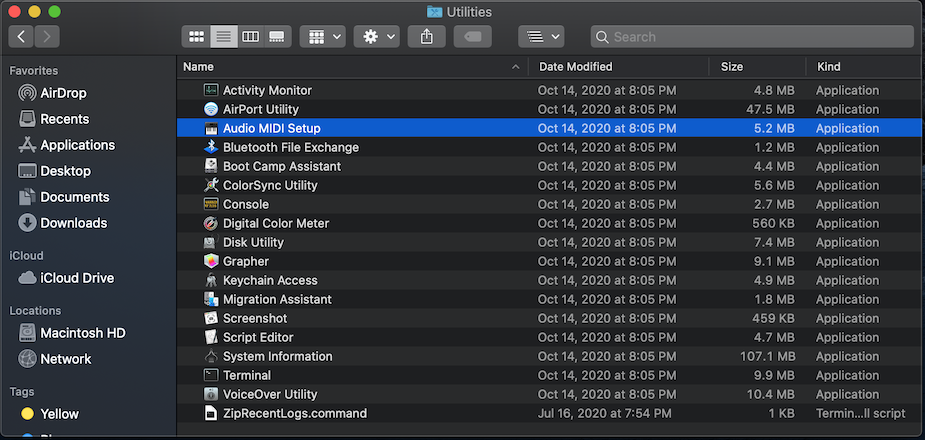 Utilities
Search
Favorites
AirDrop
Recents
Applications
Desktop
Documents
Downloads
iCloud
iCloud Drive
Locations
Macintosh HD
Network
Tags
Yellow
Name Date Modified Size Kind
Activity Monitor Oct 14, 2020 at 8:05 PM 4.8 MB Application
AirPort Utility Oct 14, 2020 at 8:05 PM 47.5 MB Application
Audio MIDI Setup Oct 14, 2020 at 8:05 PM 5.2 MB Application
Bluetooth File Exchange Oct 14, 2020 at 8:05 PM 1.2 MB Application
Boot Camp Assistant Oct 14, 2020 at 8:05 PM 4.4 MB Application
ColorSync Utility Oct 14, 2020 at 8:05 PM 5.6 MB Application
Console Oct 14, 2020 at 8:05 PM 2.7 MB Application
Digital Color Meter Oct 14, 2020 at 8:05 PM 560 KB Application
Disk Utility Oct 14, 2020 at 8:05 PM 7.4 MB Application
Grapher Oct 14, 2020 at 8:05 PM 9.1 MB Application
Keychain Access Oct 14, 2020 at 8:05 PM 4.9 MB Application
Migration Assistant Oct 14, 2020 at 8:05 PM 1.8 MB Application
Screenshot Oct 14, 2020 at 8:05 PM 459 KB Application
Script Editor Oct 14, 2020 at 8:05 PM 4.7 MB Application
System Information Oct 14, 2020 at 8:05 PM 107.1 MB Application
Terminal Oct 14, 2020 at 8:05 PM 9.9 MB Application
VoiceOver Utility Oct 14, 2020 at 8:05 PM 10.4 MB Application
ZipRecentLogs.command Jul 16, 2020 at 7:54 PM 1 KB Termin...ll script